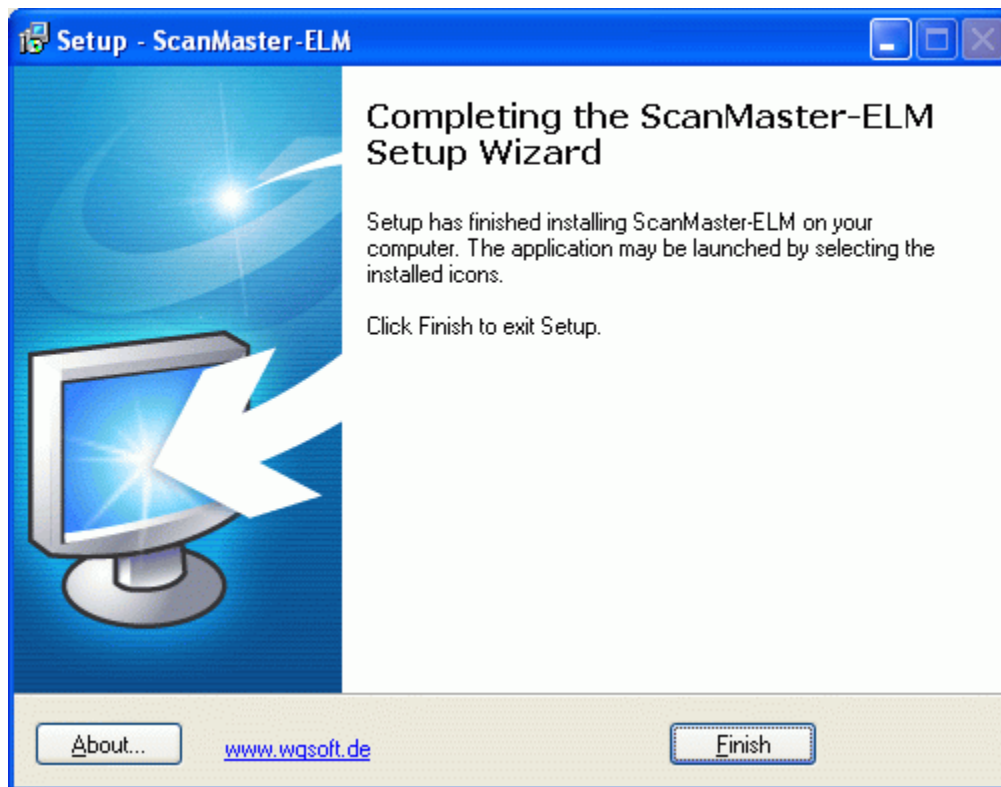 Setup - ScanMaster-ELM
Completing the ScanMaster-ELM
Setup Wizard
Setup has finished installing ScanMaster-ELM on your
computer. The application may be launched by selecting the
installed icons.
Click Finish to exit Setup.
About...
www.wgsoft.de
Finish